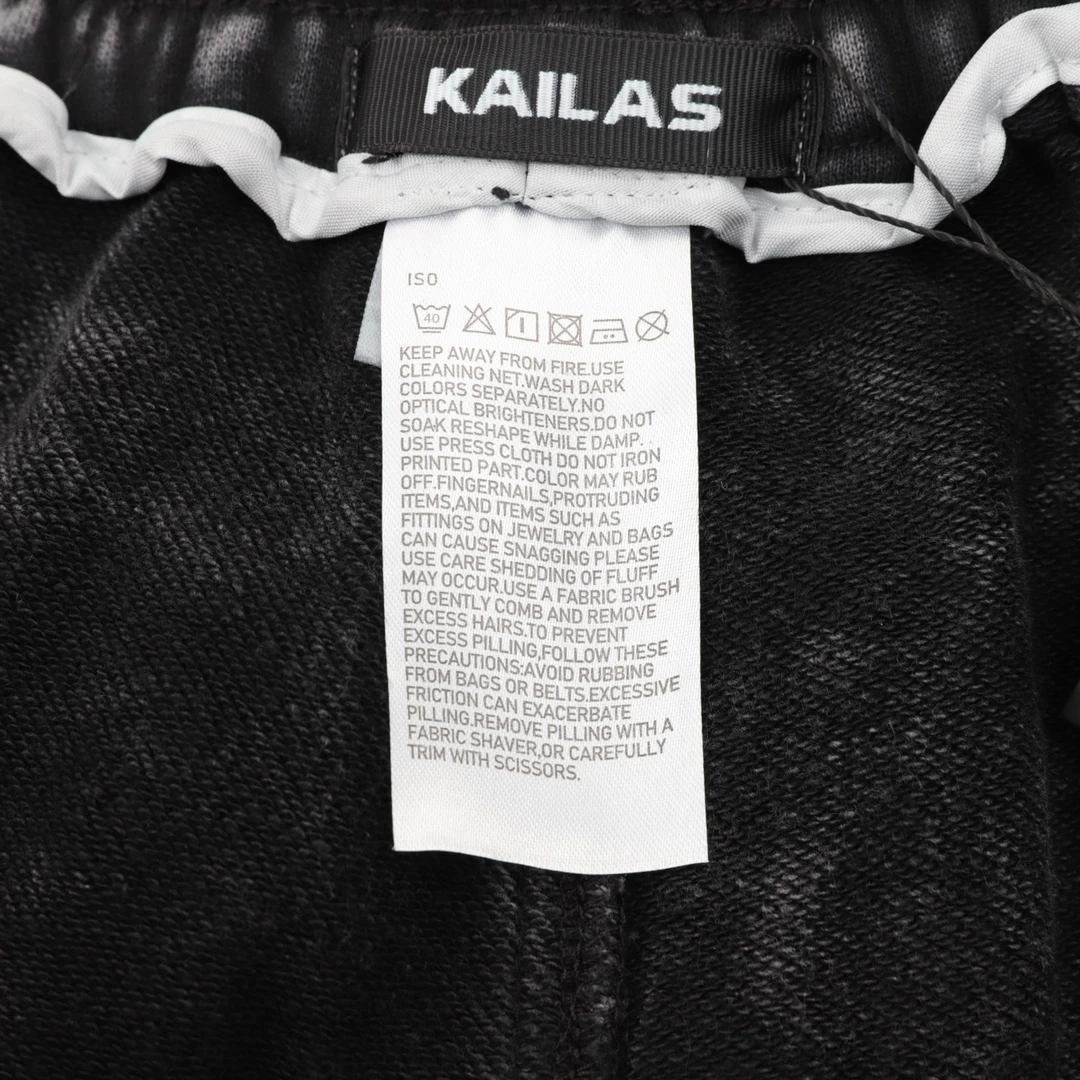 KAILAS
ISO
40
KEEP AWAY FROM FIRE.USE
CLEANING NET.WASH DARK
COLORS SEPARATELY.NO
OPTICAL BRIGHTENERS.DO NOT
SOAK RESHAPE WHILE DAMP.
USE PRESS CLOTH DO NOT IRON
PRINTED PART.COLOR MAY RUB
OFF.FINGERNAILS,PROTRUDING
ITEMS,AND ITEMS SUCH AS
FITTINGS ON JEWELRY AND BAGS
CAN CAUSE SNAGGING PLEASE
USE CARE SHEDDING OF FLUFF
MAY OCCUR.USE A FABRIC BRUSH
TO GENTLY COMB AND REMOVE
EXCESS HAIRS.TO PREVENT
EXCESS PILLING,FOLLOW THESE
PRECAUTIONS:AVOID RUBBING
FROM BAGS OR BELTS.EXCESSIVE
FRICTION CAN EXACERBATE
PILLING.REMOVE PILLING WITH A
FABRIC SHAVER,OR CAREFULLY
TRIM WITH SCISSORS.